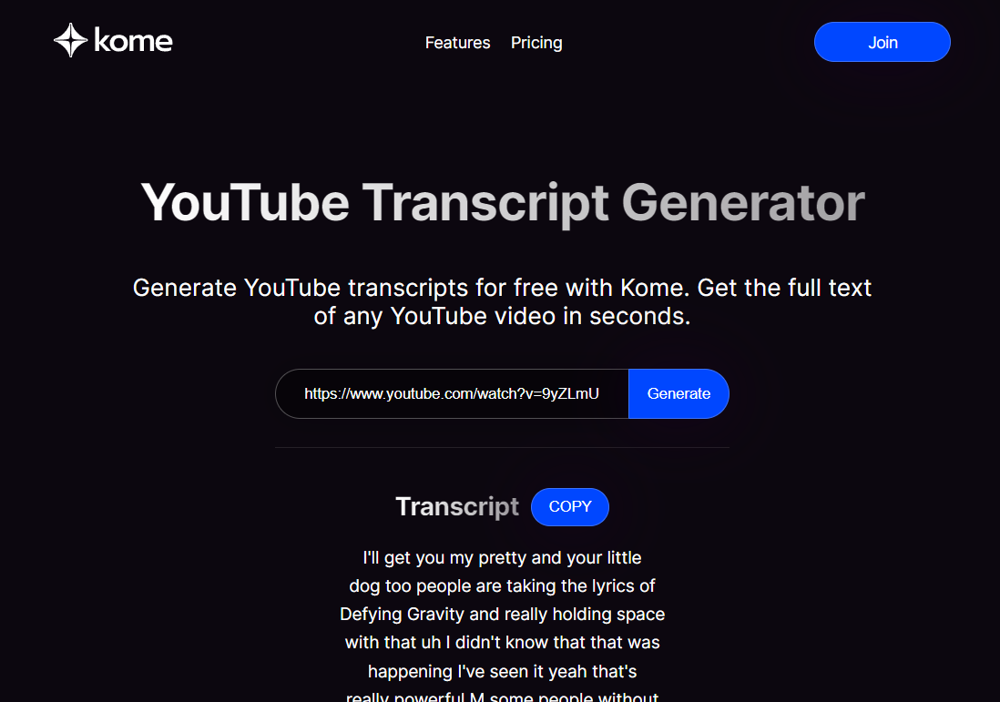 kome
Features
Pricing
Join
YouTube Transcript Generator
Generate YouTube transcripts for free with Kome. Get the full text
of any YouTube video in seconds.
https://www.youtube.com/watch?v=9yZLmU
Generate
Transcript
COPY
I'll get you my pretty and your little
dog too people are taking the lyrics of
Defying Gravity and really holding space
with that uh I didn't know that that was
happening I've seen it yeah that's
really powerful M some people without